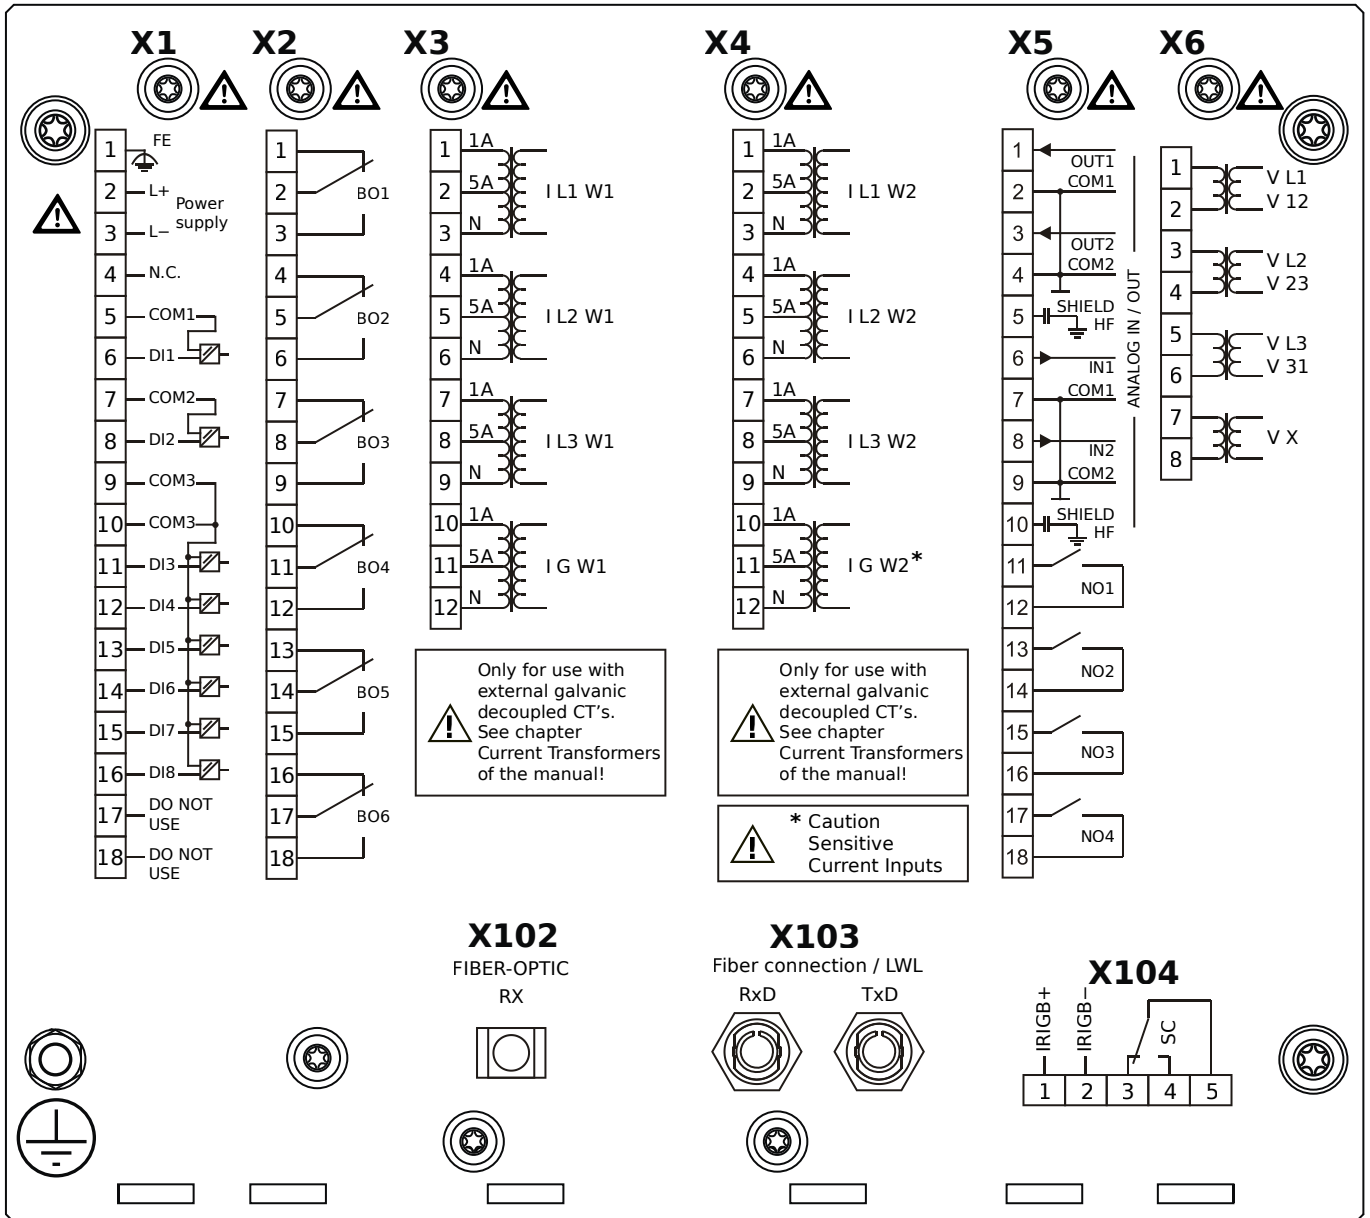 X1
X2
X3
X4
X5
X6
1 FE
2 L+
Power
supply
3 L−
4 N.C.
5 COM1
6 DI1
7 COM2
8 DI2
9 COM3
10 COM3
11 DI3
12 DI4
13 DI5
14 DI6
15 DI7
16 DI8
17 DO NOT
USE
18 DO NOT
USE
1
2 BO1
3
4
5 BO2
6
7
8 BO3
9
10
11 BO4
12
13
14 BO5
15
16
17 BO6
18
1 1A
2 5A I L1 W1
3 N
4 1A
5 5A I L2 W1
6 N
7 1A
8 5A I L3 W1
9 N
10 1A
11 5A I G W1
12 N
Only for use with
external galvanic
decoupled CT's.
See chapter
Current Transformers
of the manual!
1 1A
2 5A I L1 W2
3 N
4 1A
5 5A I L2 W2
6 N
7 1A
8 5A I L3 W2
9 N
10 1A
11 5A I G W2*
12 N
Only for use with
external galvanic
decoupled CT's.
See chapter
Current Transformers
of the manual!
* Caution
Sensitive
Current Inputs
1 OUT1
2 COM1
3 OUT2
4 COM2
5 SHIELD
HF
6 IN1
7 COM1
8 IN2
9 COM2
10 SHIELD
HF
ANALOG IN / OUT
11
NO1
12
13
NO2
14
15
NO3
16
17
NO4
18
1 V L1
2 V 12
3 V L2
4 V 23
5 V L3
6 V 31
7
V X
8
X102
FIBER-OPTIC
RX
X103
Fiber connection / LWL
RxD TxD
X104
IRIGB+
IRIGB−
SC
1 2 3 4 5